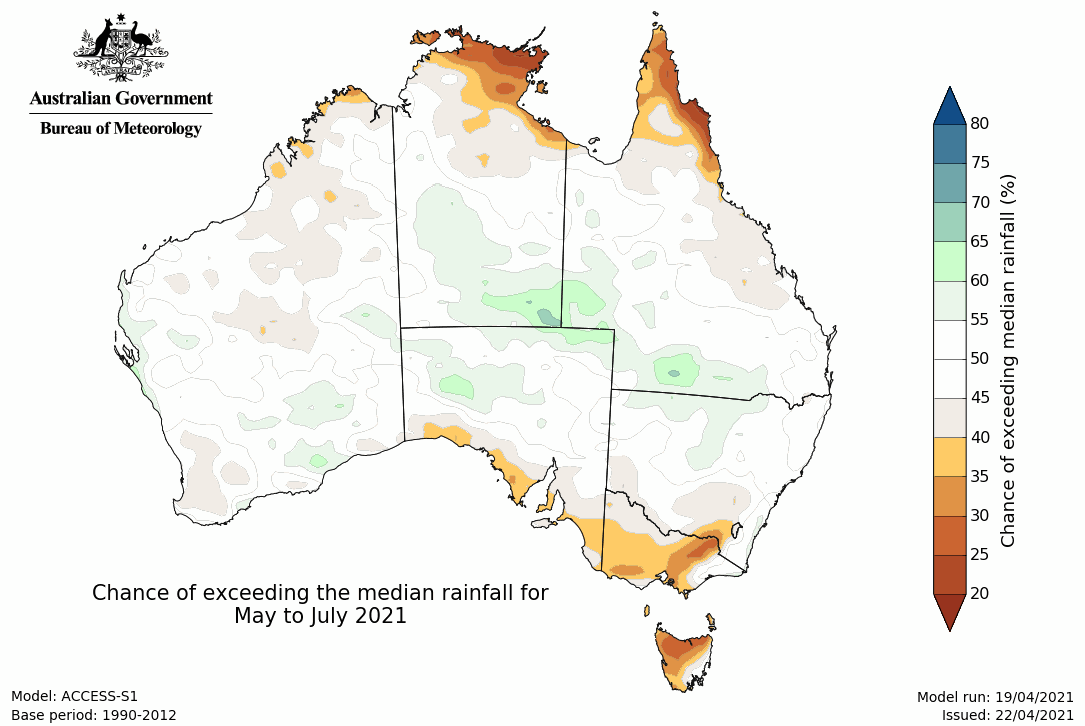 AUSTRALIA
Australian Government
Bureau of Meteorology
80
75
70
65
60
55
50
45
40
35
30
25
20
Chance of exceeding median rainfall (%)
Chance of exceeding the median rainfall for
May to July 2021
Model: ACCESS-S1
Base period: 1990-2012
Model run: 19/04/2021
Issued: 22/04/2021